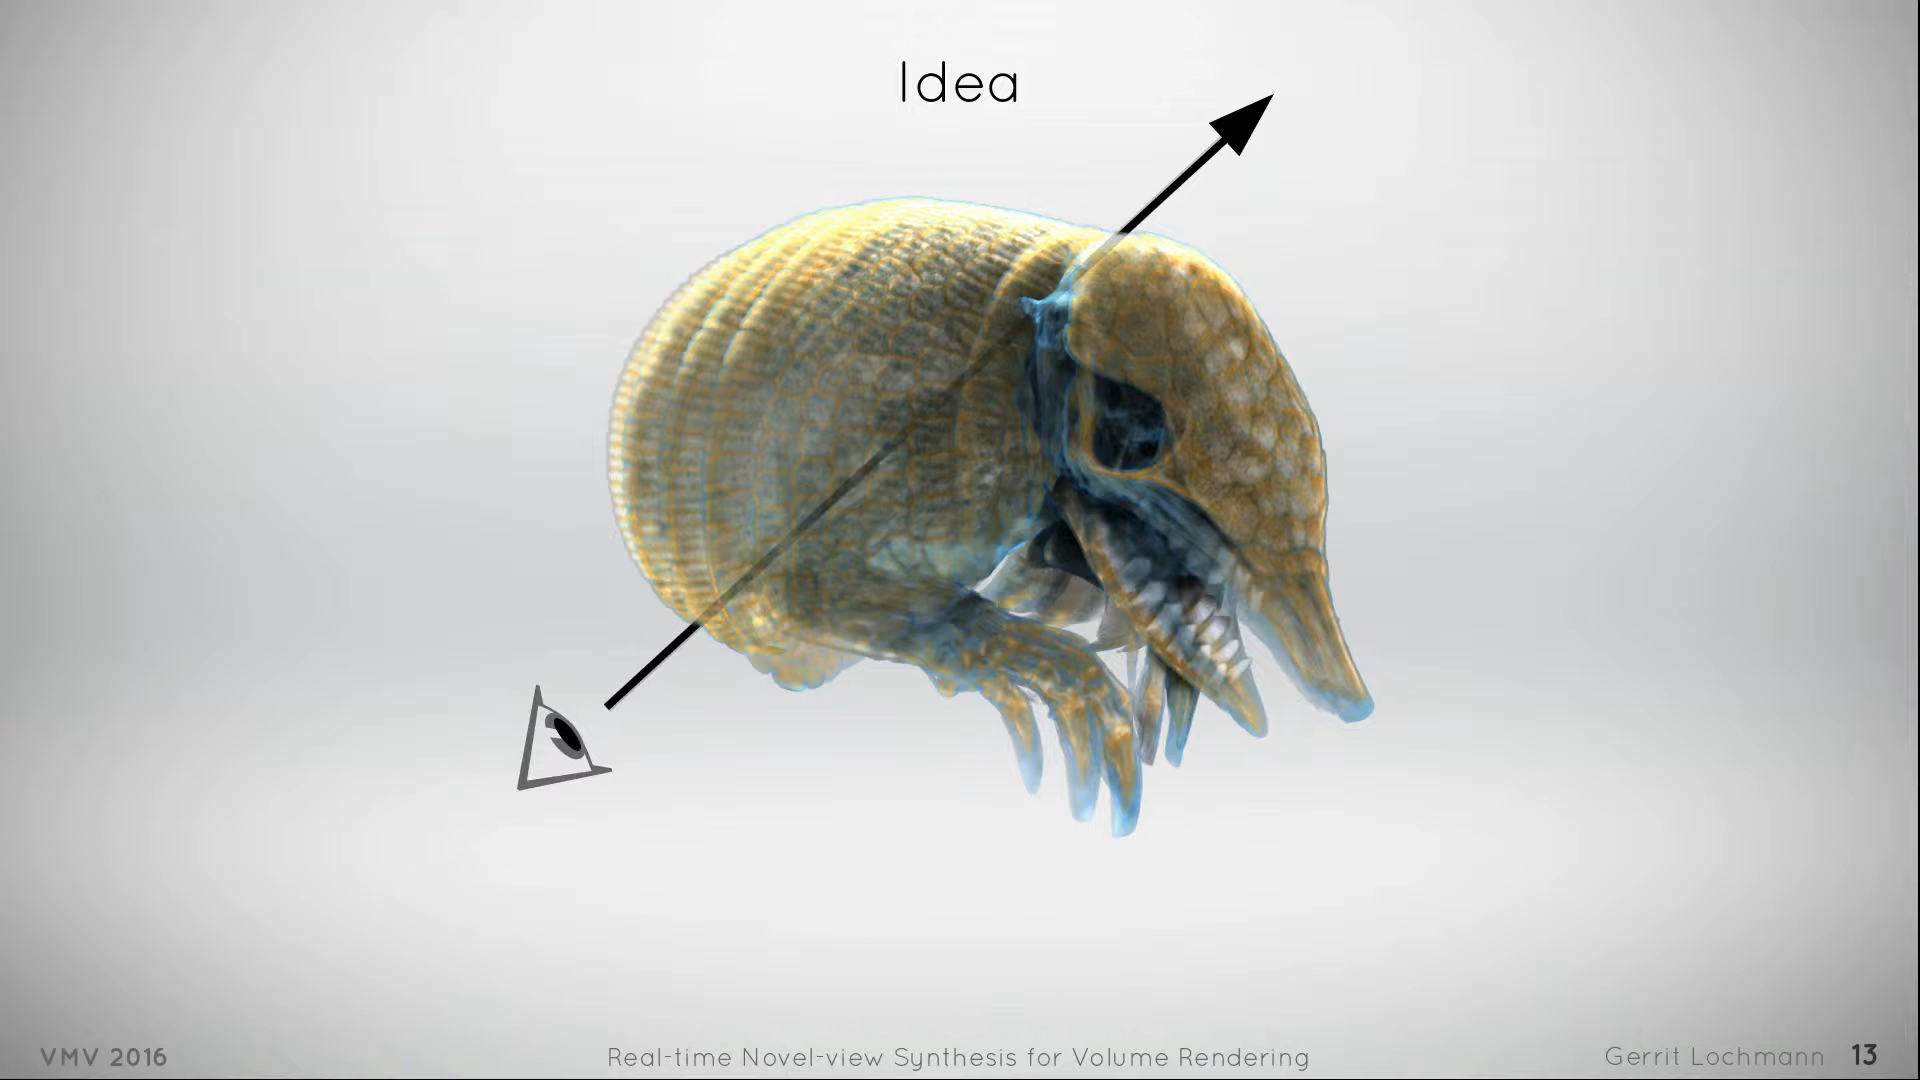 Idea
VMV 2016
Real-time Novel-view Synthesis for Volume Rendering
Gerrit Lochmann 13